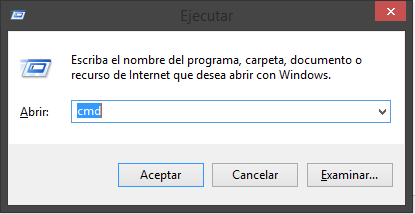 Ejecutar
Escriba el nombre del programa, carpeta, documento o
recurso de Internet que desea abrir con Windows.
Abrir: cmd
Aceptar Cancelar Examinar...